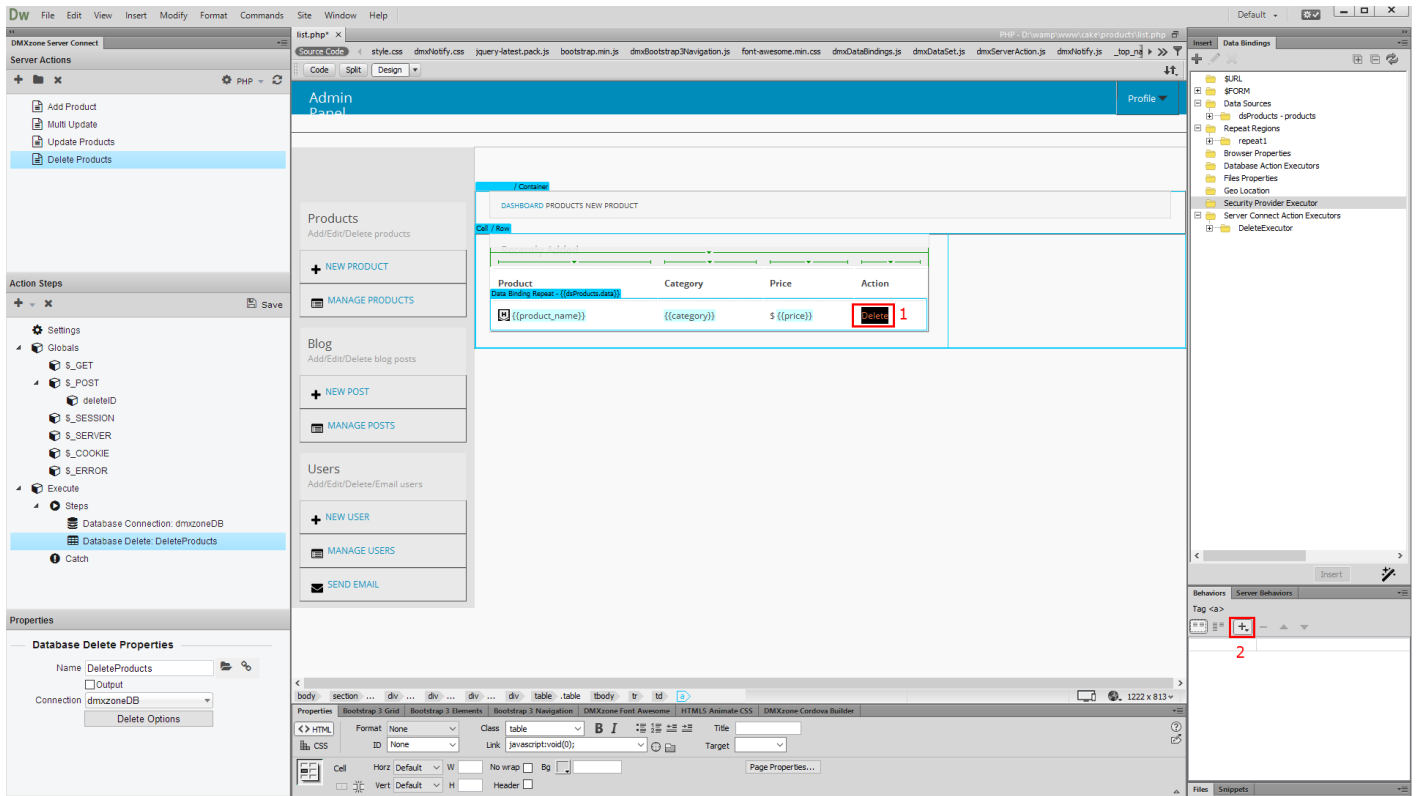 Dw File Edit View Insert Modify Format Commands Site Window Help Default
DMXzone Server Connect
Server Actions
PHP
Add Product
Multi Update
Update Products
Delete Products
Action Steps
Save
Settings
Globals
$_GET
$_POST
deleteID
$_SESSION
$_SERVER
$_COOKIE
$_ERROR
Execute
Steps
Database Connection: dmxzoneDB
Database Delete: DeleteProducts
Catch
Properties
Database Delete Properties
Name DeleteProducts
Output
Connection dmxzoneDB
Delete Options
list.php* x PHP - D:\wamp\www\cake\products\list.php
Source Code style.css dmxNotify.css jquery-latest.pack.js bootstrap.min.js dmxBootstrap3Navigation.js font-awesome.min.css dmxDataBindings.js dmxDataSet.js dmxServerAction.js dmxNotify.js
Code Split Design
Admin
Panel
Profile
/ Container
DASHBOARD PRODUCTS NEW PRODUCT
Cell / Row
Products
Add/Edit/Delete products
NEW PRODUCT
MANAGE PRODUCTS
Blog
Add/Edit/Delete blog posts
NEW POST
MANAGE POSTS
Users
Add/Edit/Delete/Email users
NEW USER
MANAGE USERS
SEND EMAIL
Product Category Price Action
Data Binding Repeat - {{dsProducts.data}}
{{product_name}} {{category}} $ {{price}} Delete 1
body section ... div ... div ... div ... div table .table tbody tr td a 1222 x 813
Properties Bootstrap 3 Grid Bootstrap 3 Elements Bootstrap 3 Navigation DMXzone Font Awesome HTML5 Animate CSS DMXzone Cordova Builder
<> HTML Format None Class table B I Title
CSS ID None Link javascript:void(0); Target
Cell Horz Default W No wrap Bg Page Properties...
Vert Default H Header
Insert Data Bindings
$URL
$FORM
Data Sources
dsProducts - products
Repeat Regions
repeat1
Browser Properties
Database Action Executors
Files Properties
Geo Location
Security Provider Executor
Server Connect Action Executors
DeleteExecutor
Insert
Behaviors Server Behaviors
Tag <a>
2
Files Snippets